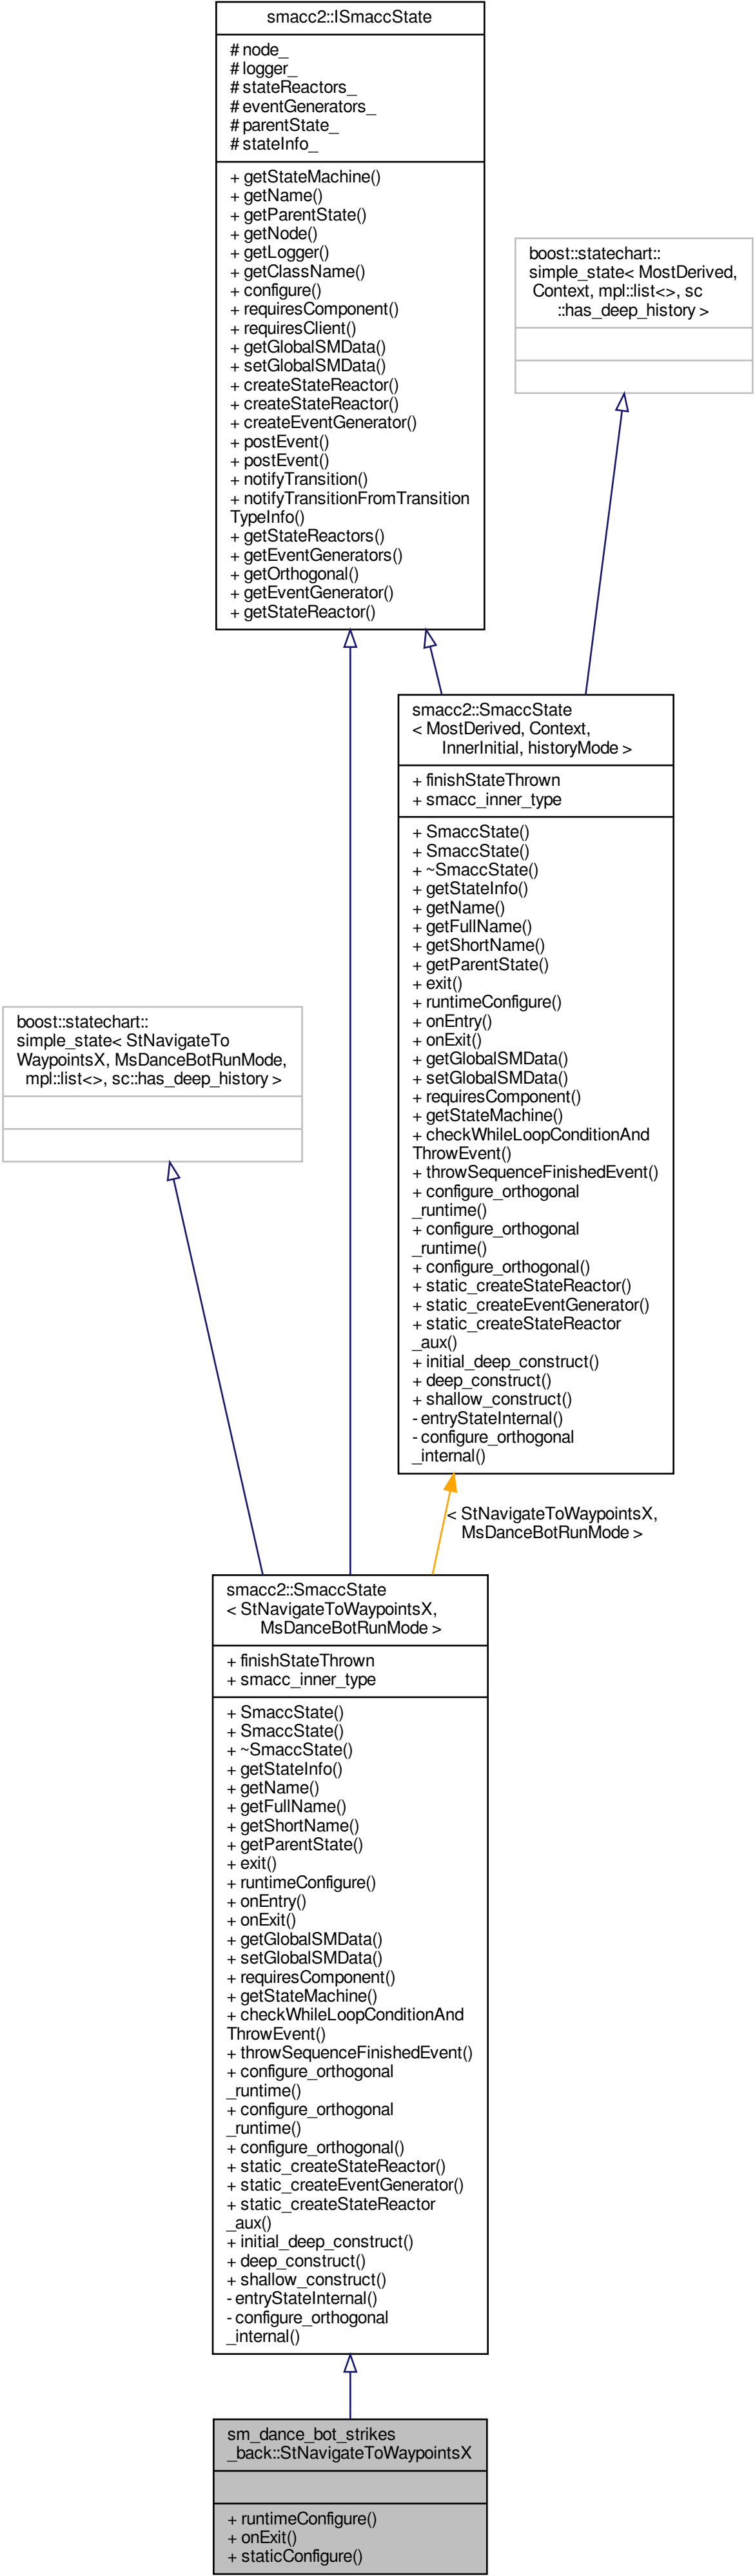 smacc2::ISmaccState
# node_
# logger_
# stateReactors_
# eventGenerators_
# parentState_
# stateInfo_
+ getStateMachine()
+ getName()
+ getParentState()
+ getNode()
+ getLogger()
+ getClassName()
+ configure()
+ requiresComponent()
+ requiresClient()
+ getGlobalSMData()
+ setGlobalSMData()
+ createStateReactor()
+ createStateReactor()
+ createEventGenerator()
+ postEvent()
+ postEvent()
+ notifyTransition()
+ notifyTransitionFromTransition
TypeInfo()
+ getStateReactors()
+ getEventGenerators()
+ getOrthogonal()
+ getEventGenerator()
+ getStateReactor()
boost::statechart::
simple_state< MostDerived,
Context, mpl::list<>, sc
::has_deep_history >
smacc2::SmaccState
< MostDerived, Context,
InnerInitial, historyMode >
+ finishStateThrown
+ smacc_inner_type
+ SmaccState()
+ SmaccState()
+ ~SmaccState()
+ getStateInfo()
+ getName()
+ getFullName()
+ getShortName()
+ getParentState()
+ exit()
+ runtimeConfigure()
+ onEntry()
+ onExit()
+ getGlobalSMData()
+ setGlobalSMData()
+ requiresComponent()
+ getStateMachine()
+ checkWhileLoopConditionAnd
ThrowEvent()
+ throwSequenceFinishedEvent()
+ configure_orthogonal
_runtime()
+ configure_orthogonal
_runtime()
+ configure_orthogonal()
+ static_createStateReactor()
+ static_createEventGenerator()
+ static_createStateReactor
_aux()
+ initial_deep_construct()
+ deep_construct()
+ shallow_construct()
- entryStateInternal()
- configure_orthogonal
_internal()
boost::statechart::
simple_state< StNavigateTo
WaypointsX, MsDanceBotRunMode,
mpl::list<>, sc::has_deep_history >
< StNavigateToWaypointsX,
MsDanceBotRunMode >
smacc2::SmaccState
< StNavigateToWaypointsX,
MsDanceBotRunMode >
+ finishStateThrown
+ smacc_inner_type
+ SmaccState()
+ SmaccState()
+ ~SmaccState()
+ getStateInfo()
+ getName()
+ getFullName()
+ getShortName()
+ getParentState()
+ exit()
+ runtimeConfigure()
+ onEntry()
+ onExit()
+ getGlobalSMData()
+ setGlobalSMData()
+ requiresComponent()
+ getStateMachine()
+ checkWhileLoopConditionAnd
ThrowEvent()
+ throwSequenceFinishedEvent()
+ configure_orthogonal
_runtime()
+ configure_orthogonal
_runtime()
+ configure_orthogonal()
+ static_createStateReactor()
+ static_createEventGenerator()
+ static_createStateReactor
_aux()
+ initial_deep_construct()
+ deep_construct()
+ shallow_construct()
- entryStateInternal()
- configure_orthogonal
_internal()
sm_dance_bot_strikes
_back::StNavigateToWaypointsX
+ runtimeConfigure()
+ onExit()
+ staticConfigure()